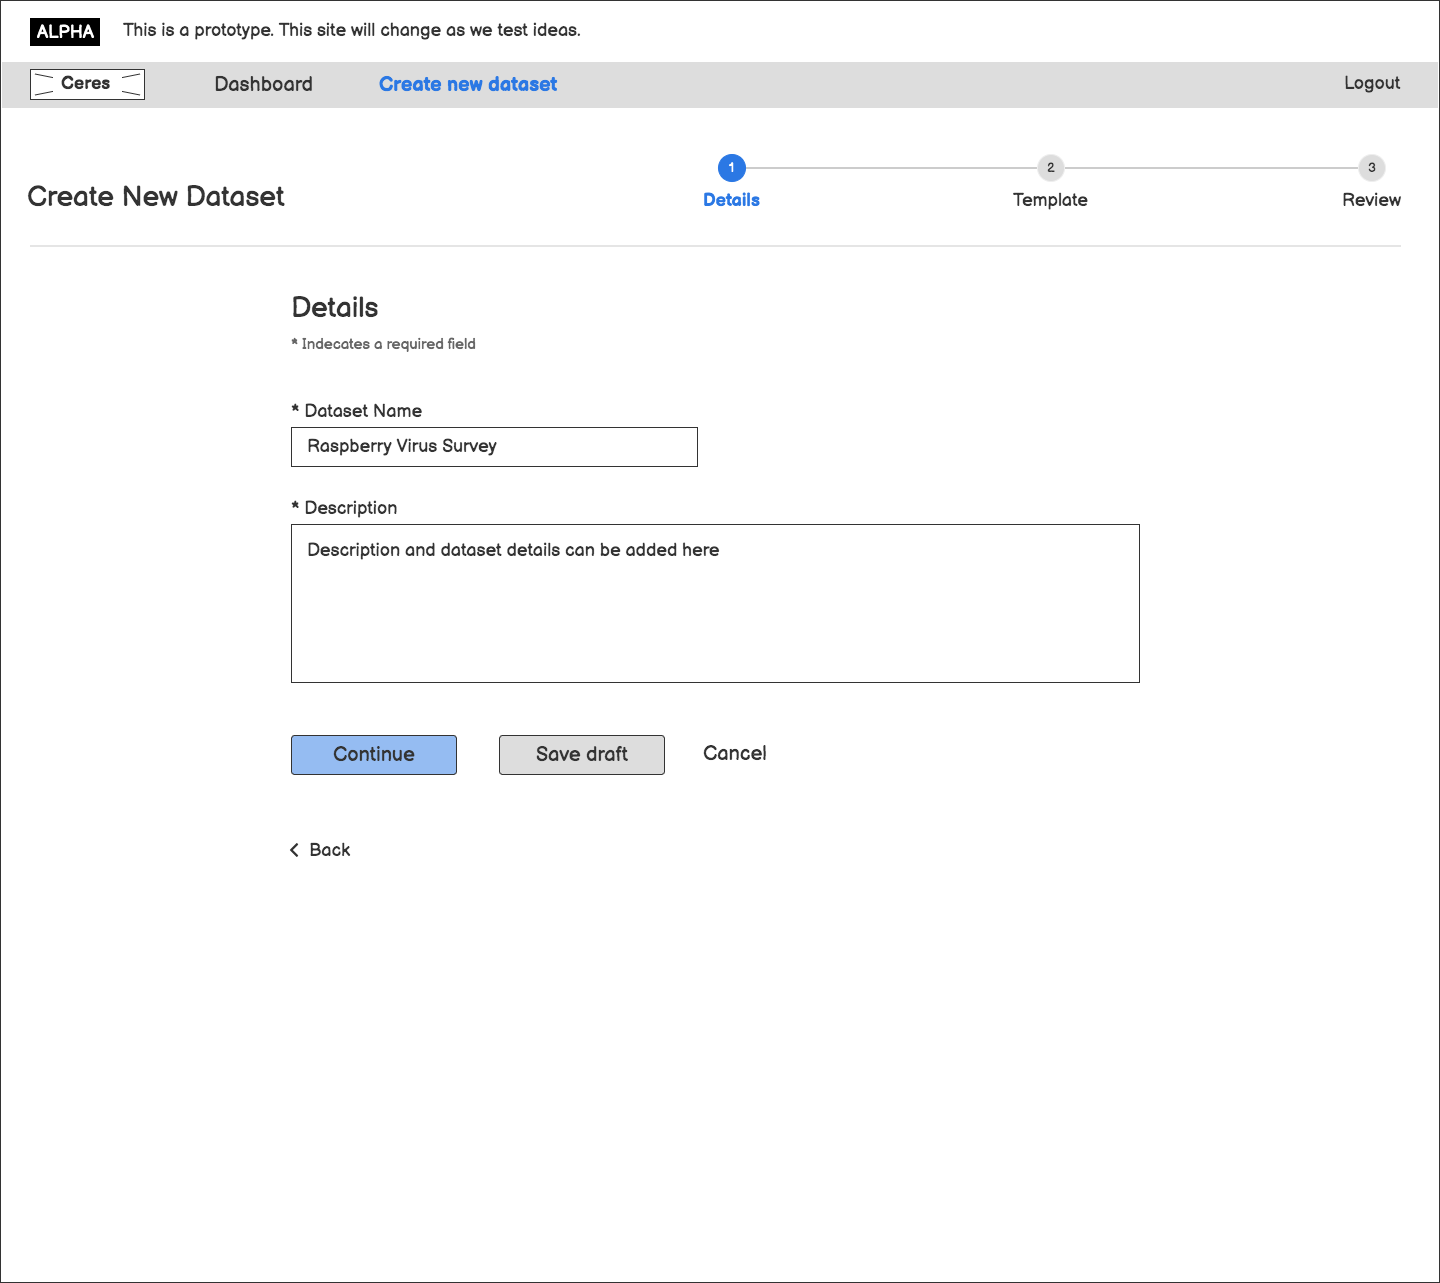 ALPHA This is a prototype. This site will change as we test ideas.
Ceres Dashboard Create new dataset Logout
1 2 3
Create New Dataset Details Template Review
Details
* Indecates a required field
* Dataset Name
Raspberry Virus Survey
* Description
Description and dataset details can be added here
Continue Save draft Cancel
Back